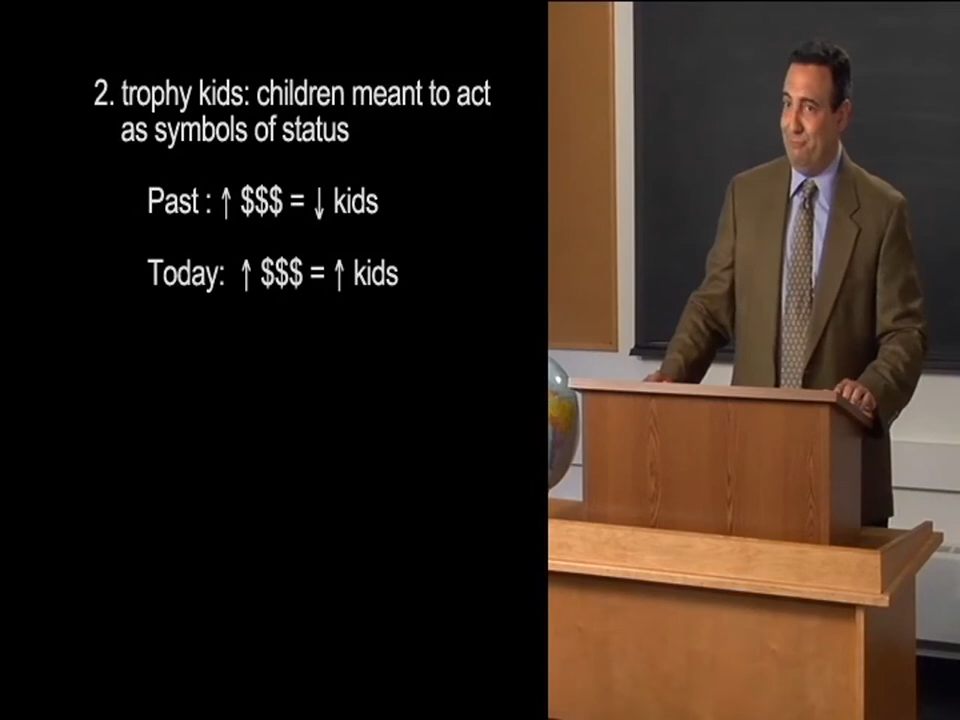 2. trophy kids: children meant to act
as symbols of status
Past : ↑ $$$ = ↓ kids
Today: ↑ $$$ = ↑ kids